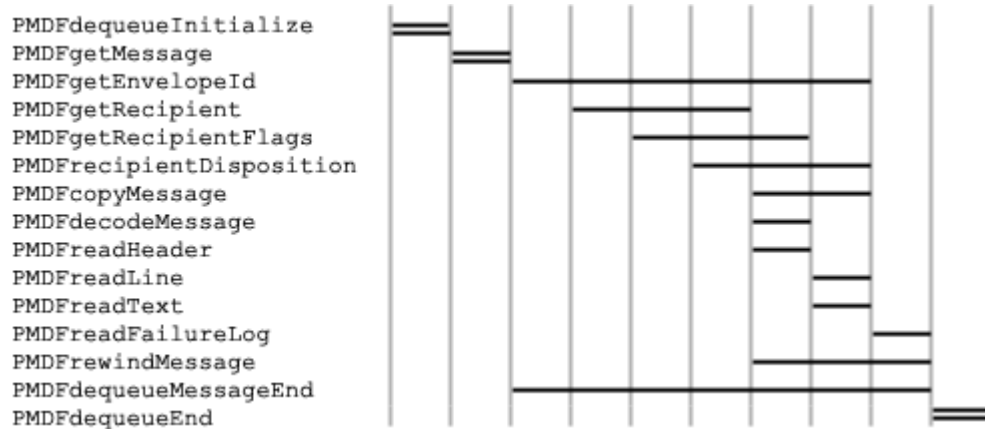 PMDFdequeueInitialize
PMDFgetMessage
PMDFgetEnvelopeId
PMDFgetRecipient
PMDFgetRecipientFlags
PMDFrecipientDisposition
PMDFcopyMessage
PMDFdecodeMessage
PMDFreadHeader
PMDFreadLine
PMDFreadText
PMDFreadFailureLog
PMDFrewindMessage
PMDFdequeueMessageEnd
PMDFdequeueEnd